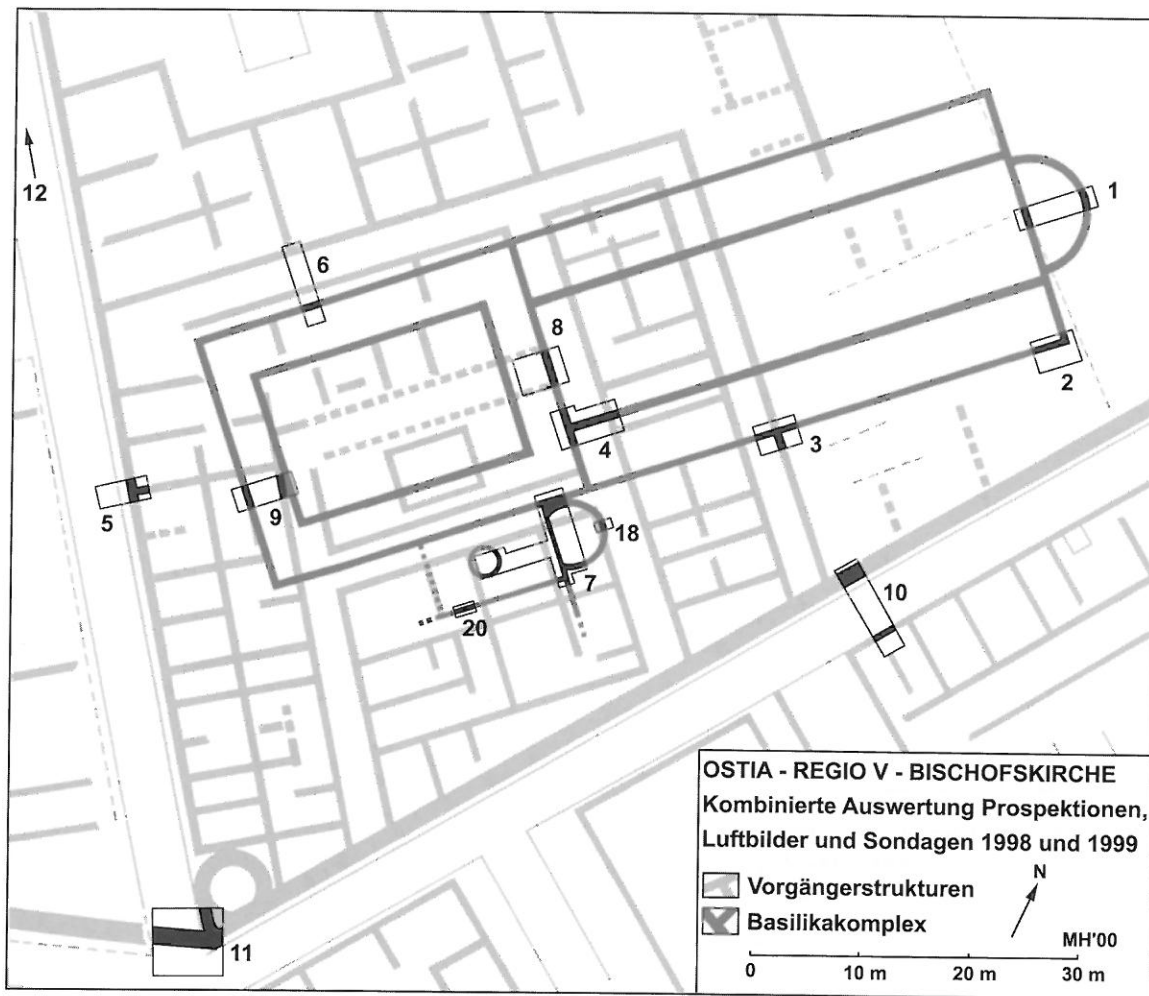 12
1
6
8
2
4
3
5
9
18
7
10
20
11
OSTIA - REGIO V - BISCHOFSKIRCHE
Kombinierte Auswertung Prospektionen,
Luftbilder und Sondagen 1998 und 1999
N
Vorgängerstrukturen
Basilikakomplex
MH'00
0 10 m 20 m 30 m